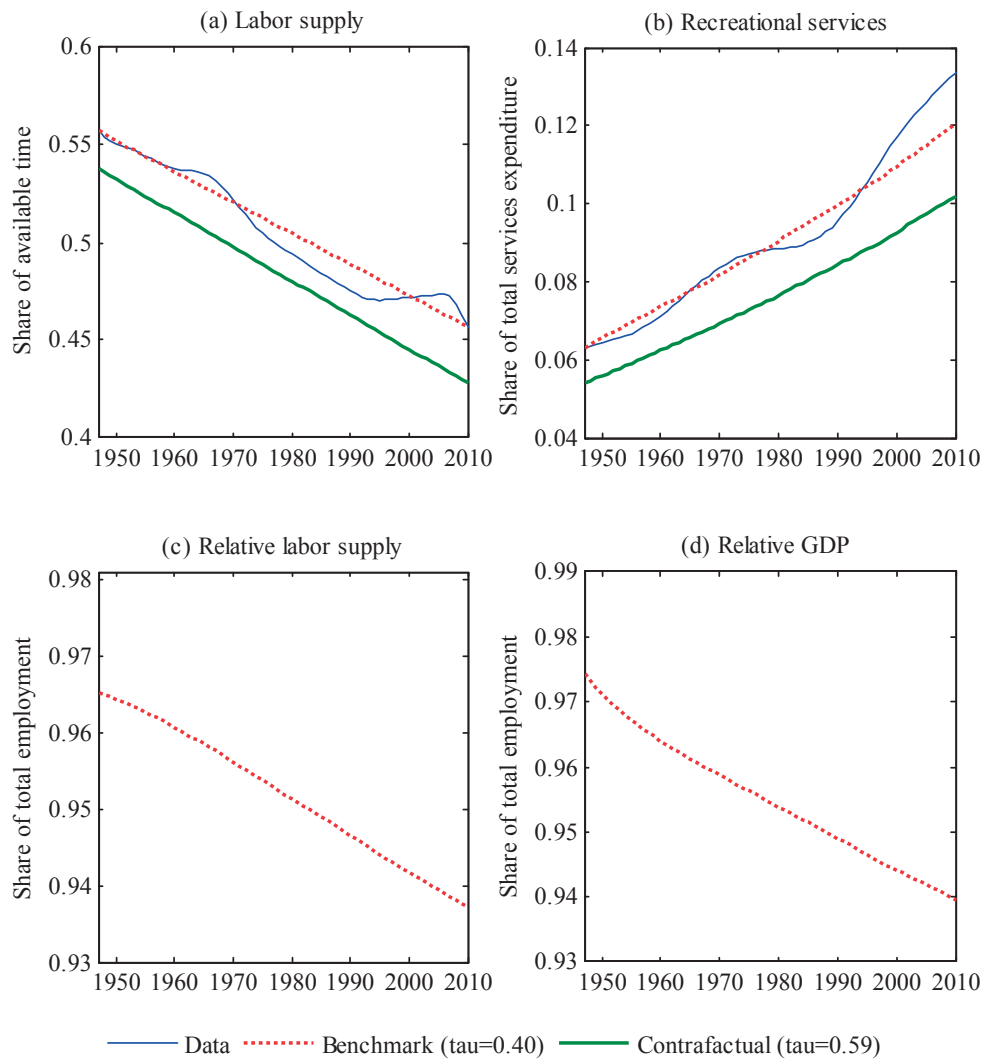 (a) Labor supply
(b) Recreational services
Share of available time
0.6
0.55
0.5
0.45
0.4
1950 1960 1970 1980 1990 2000 2010
Share of total services expenditure
0.14
0.12
0.1
0.08
0.06
0.04
1950 1960 1970 1980 1990 2000 2010
(c) Relative labor supply
(d) Relative GDP
Share of total employment
0.98
0.97
0.96
0.95
0.94
0.93
1950 1960 1970 1980 1990 2000 2010
Share of total employment
0.99
0.98
0.97
0.96
0.95
0.94
0.93
1950 1960 1970 1980 1990 2000 2010
Data Benchmark (tau=0.40) Contrafactual (tau=0.59)